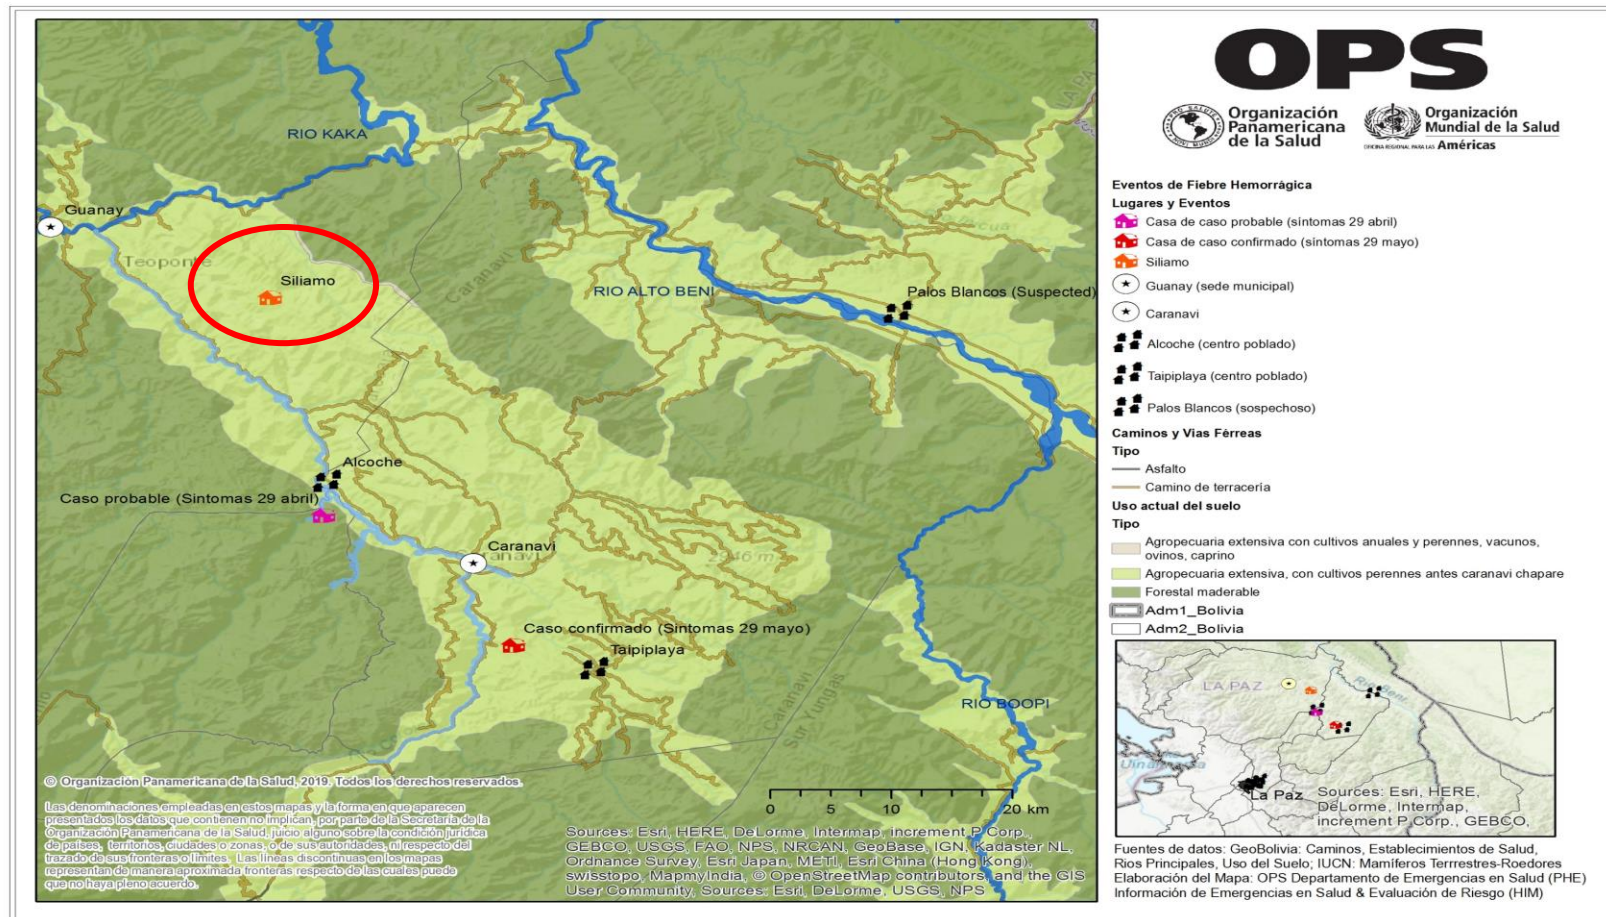 RIO KAKA
Guanay
Teoponte
Siliamo
Caranavi
RIO ALTO BENI
Palos Blancos (Suspected)
Alcoche
Caso probable (Sintomas 29 abril)
Caranavi
Caso confirmado (Sintomas 29 mayo)
Taipiplaya
Caranavi
Sur Yungas
RIO BOOPI
© Organización Panamericana de la Salud, 2019. Todos los derechos reservados.
Las denominaciones empleadas en estos mapas y la forma en que aparecen
presentados los datos que contienen no implican, por parte de la Secretaría de la
Organización Panamericana de la Salud, juicio alguno sobre la condición jurídica
de países, territorios, ciudades o zonas, o de sus autoridades, ni respecto del
trazado de sus fronteras o límites. Las líneas discontinuas en los mapas
representan de manera aproximada fronteras respecto de las cuales puede
que no haya pleno acuerdo.
0 5 10 20 km
Sources: Esri, HERE, DeLorme, Intermap, increment P Corp.,
GEBCO, USGS, FAO, NPS, NRCAN, GeoBase, IGN, Kadaster NL,
Ordnance Survey, Esri Japan, METI, Esri China (Hong Kong),
swisstopo, MapmyIndia, © OpenStreetMap contributors, and the GIS
User Community, Sources: Esri, DeLorme, USGS, NPS
OPS
Organización
Panamericana
de la Salud
Organización
Mundial de la Salud
OFICINA REGIONAL PARA LAS Américas
Eventos de Fiebre Hemorrágica
Lugares y Eventos
Casa de caso probable (síntomas 29 abril)
Casa de caso confirmado (síntomas 29 mayo)
Siliamo
Guanay (sede municipal)
Caranavi
Alcoche (centro poblado)
Taipiplaya (centro poblado)
Palos Blancos (sospechoso)
Caminos y Vías Férreas
Tipo
Asfalto
Camino de terracería
Uso actual del suelo
Tipo
Agropecuaria extensiva con cultivos anuales y perennes, vacunos,
ovinos, caprino
Agropecuaria extensiva, con cultivos perennes antes caranavi chapare
Forestal maderable
Adm1_Bolivia
Adm2_Bolivia
LA PAZ
Rio Beni
La Paz
Sources: Esri, HERE,
DeLorme, Intermap,
increment P Corp., GEBCO,
Fuentes de datos: GeoBolivia: Caminos, Establecimientos de Salud,
Rios Principales, Uso del Suelo; IUCN: Mamíferos Terrrestres-Roedores
Elaboración del Mapa: OPS Departamento de Emergencias en Salud (PHE)
Información de Emergencias en Salud & Evaluación de Riesgo (HIM)